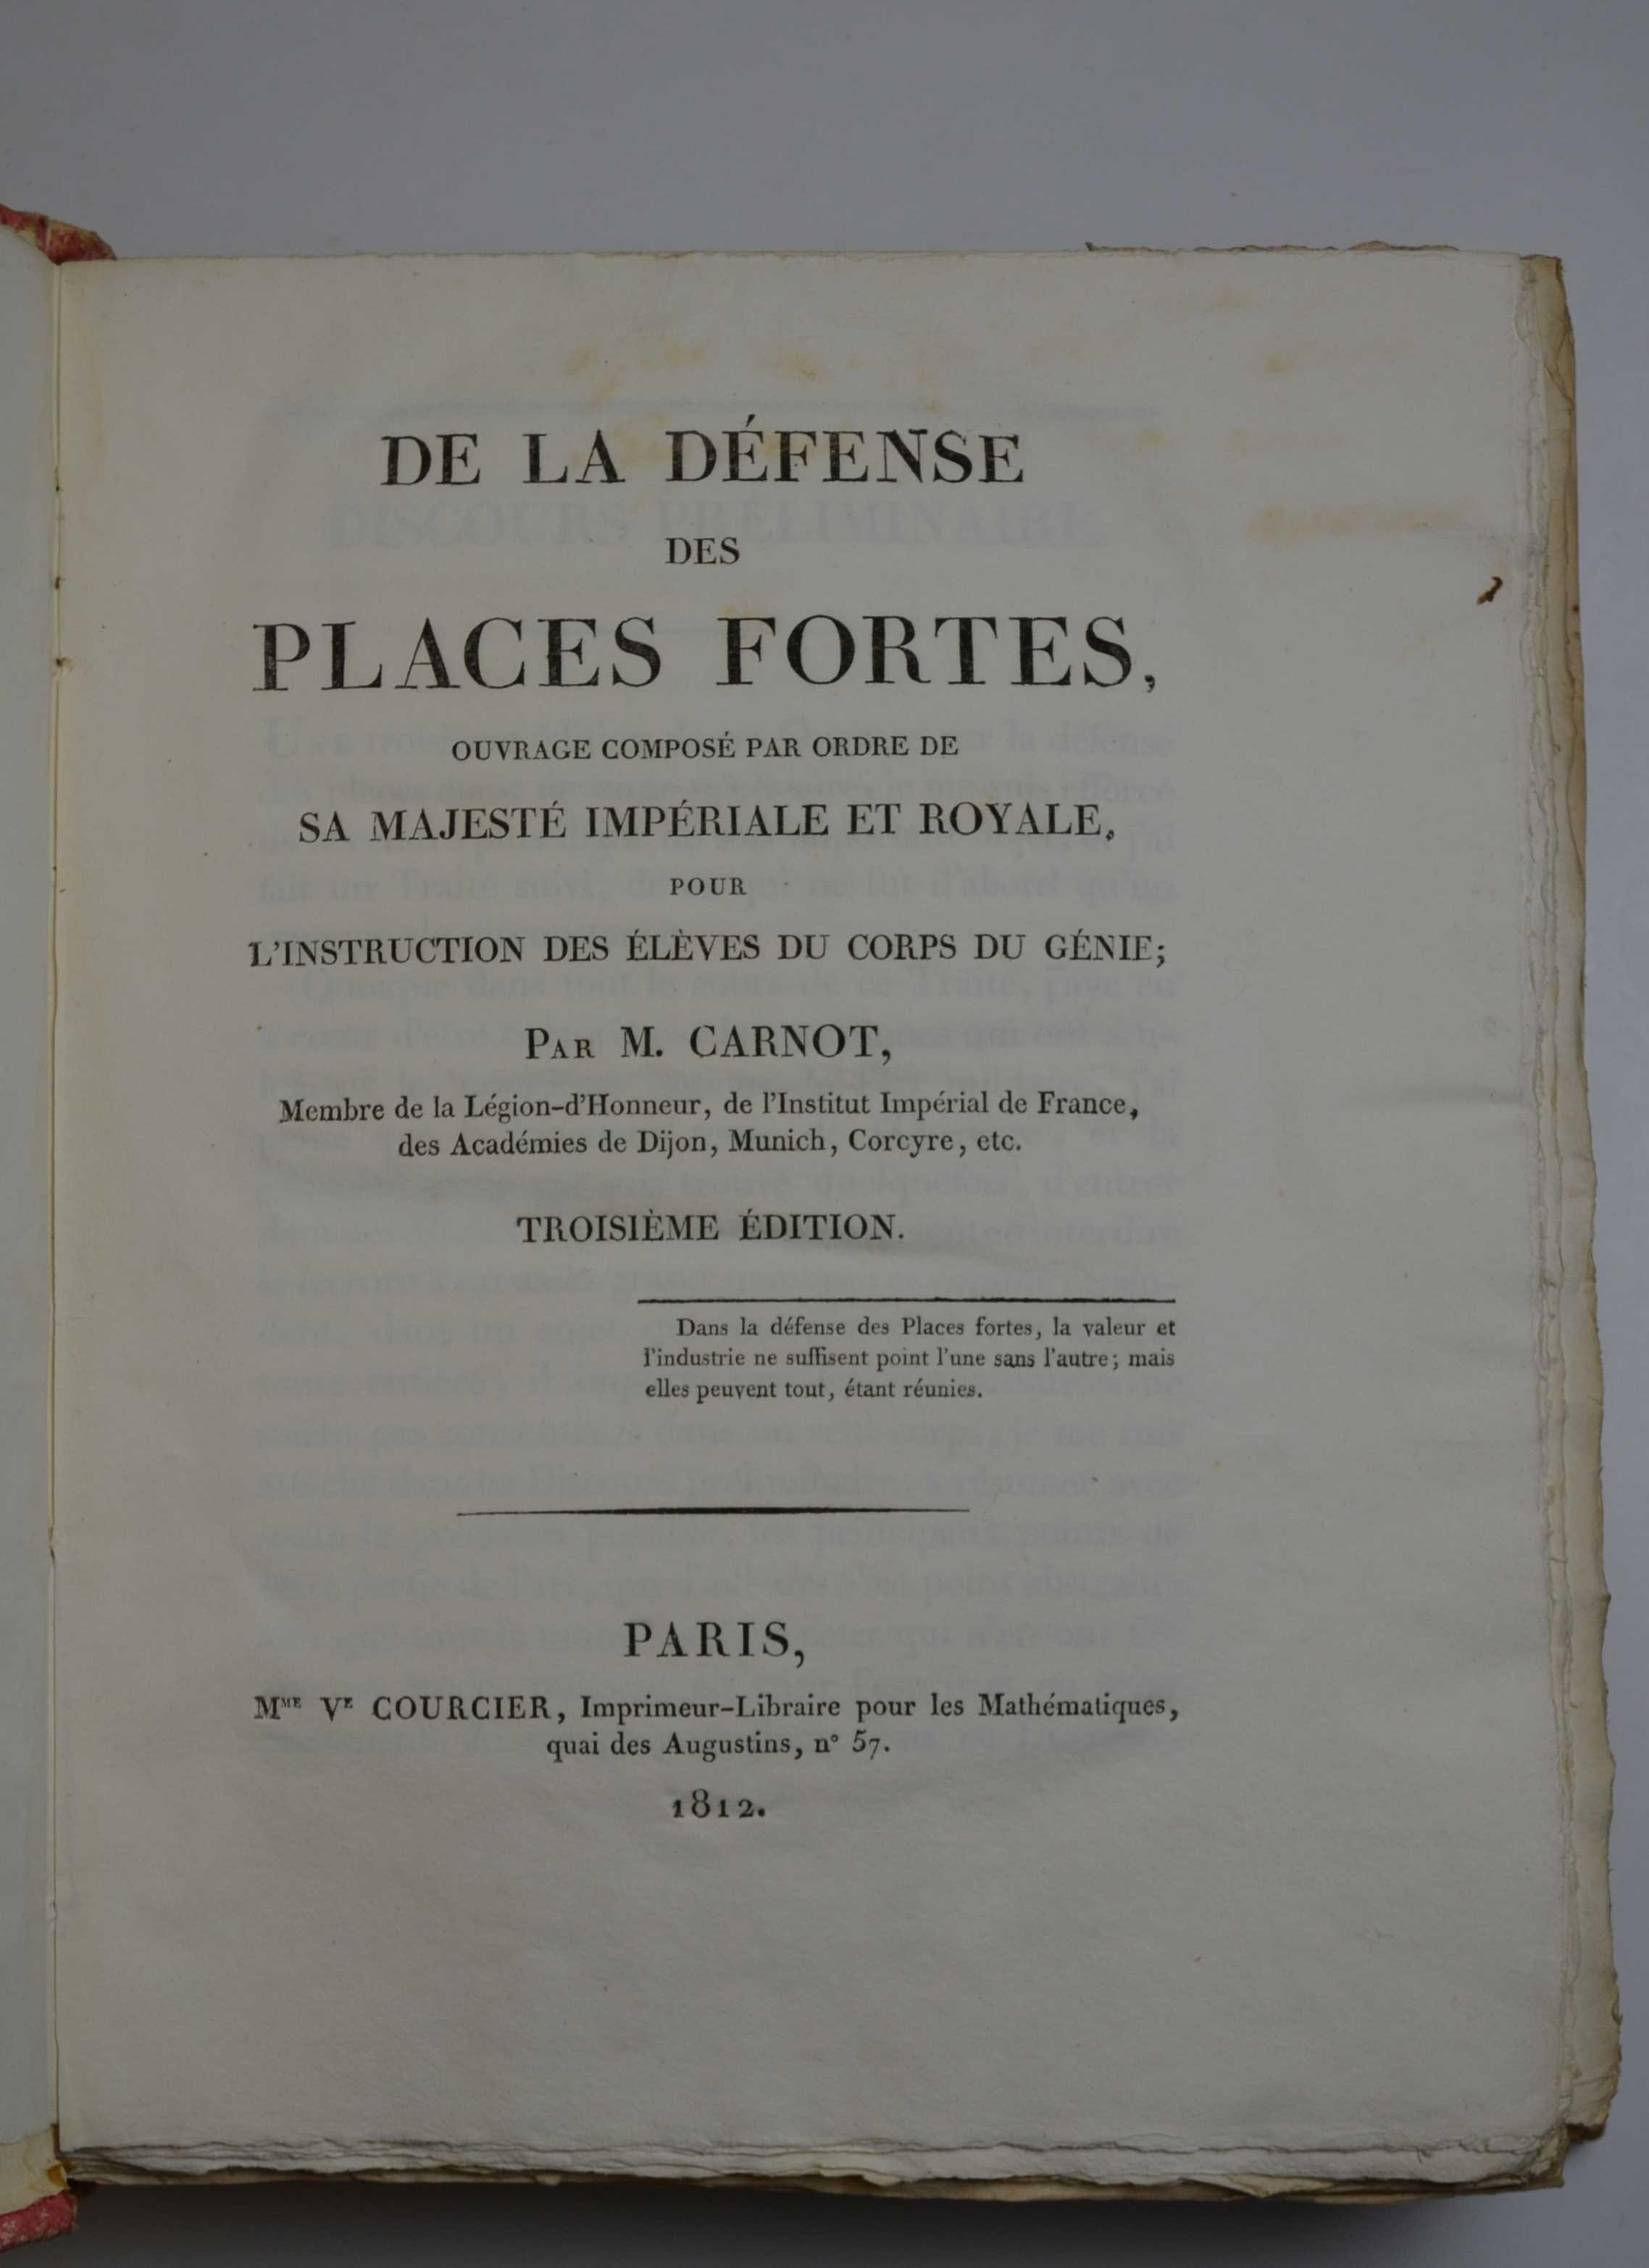 DE LA DÉFENSE
DES
PLACES FORTES,
OUVRAGE COMPOSÉ PAR ORDRE DE
SA MAJESTÉ IMPÉRIALE ET ROYALE,
POUR
L'INSTRUCTION DES ÉLÈVES DU CORPS DU GÉNIE;
PAR M. CARNOT,
Membre de la Légion-d'Honneur, de l'Institut Impérial de France,
des Académies de Dijon, Munich, Corcyre, etc.
TROISIÈME ÉDITION.
Dans la défense des Places fortes, la valeur et
l'industrie ne suffisent point l'une sans l'autre; mais
elles peuvent tout, étant réunies.
PARIS,
MME VE COURCIER, Imprimeur-Libraire pour les Mathématiques,
quai des Augustins, n° 57.
1812.